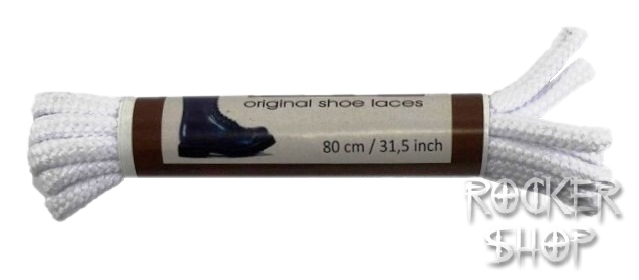 original shoe laces
80 cm / 31,5 inch
ROCKER
SHOP